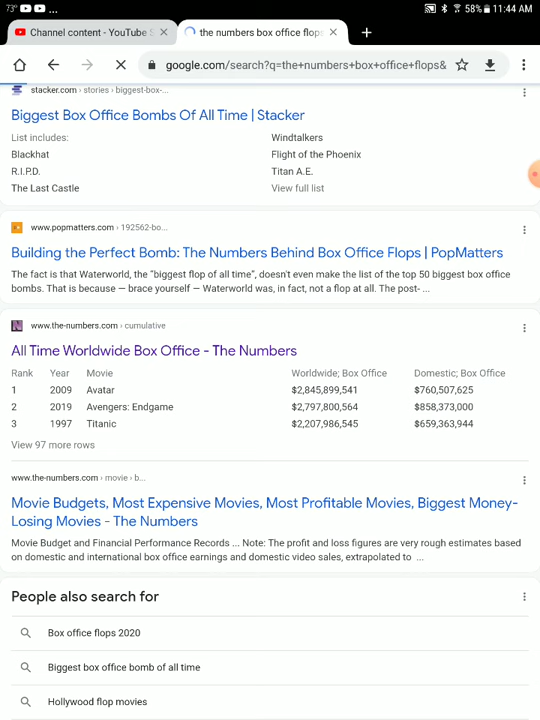 73° ... 58% 11:44 AM
Channel content - YouTube S × the numbers box office flops × +
google.com/search?q=the+numbers+box+office+flops&
stacker.com › stories › biggest-box-...
Biggest Box Office Bombs Of All Time | Stacker
List includes: Windtalkers
Blackhat Flight of the Phoenix
R.I.P.D. Titan A.E.
The Last Castle View full list
www.popmatters.com › 192562-bo...
Building the Perfect Bomb: The Numbers Behind Box Office Flops | PopMatters
The fact is that Waterworld, the "biggest flop of all time", doesn't even make the list of the top 50 biggest box office
bombs. That is because — brace yourself — Waterworld was, in fact, not a flop at all. The post- ...
www.the-numbers.com › cumulative
All Time Worldwide Box Office - The Numbers
Rank Year Movie Worldwide; Box Office Domestic; Box Office
1 2009 Avatar $2,845,899,541 $760,507,625
2 2019 Avengers: Endgame $2,797,800,564 $858,373,000
3 1997 Titanic $2,207,986,545 $659,363,944
View 97 more rows
www.the-numbers.com › movie › b...
Movie Budgets, Most Expensive Movies, Most Profitable Movies, Biggest Money-
Losing Movies - The Numbers
Movie Budget and Financial Performance Records ... Note: The profit and loss figures are very rough estimates based
on domestic and international box office earnings and domestic video sales, extrapolated to ...
People also search for
Box office flops 2020
Biggest box office bomb of all time
Hollywood flop movies